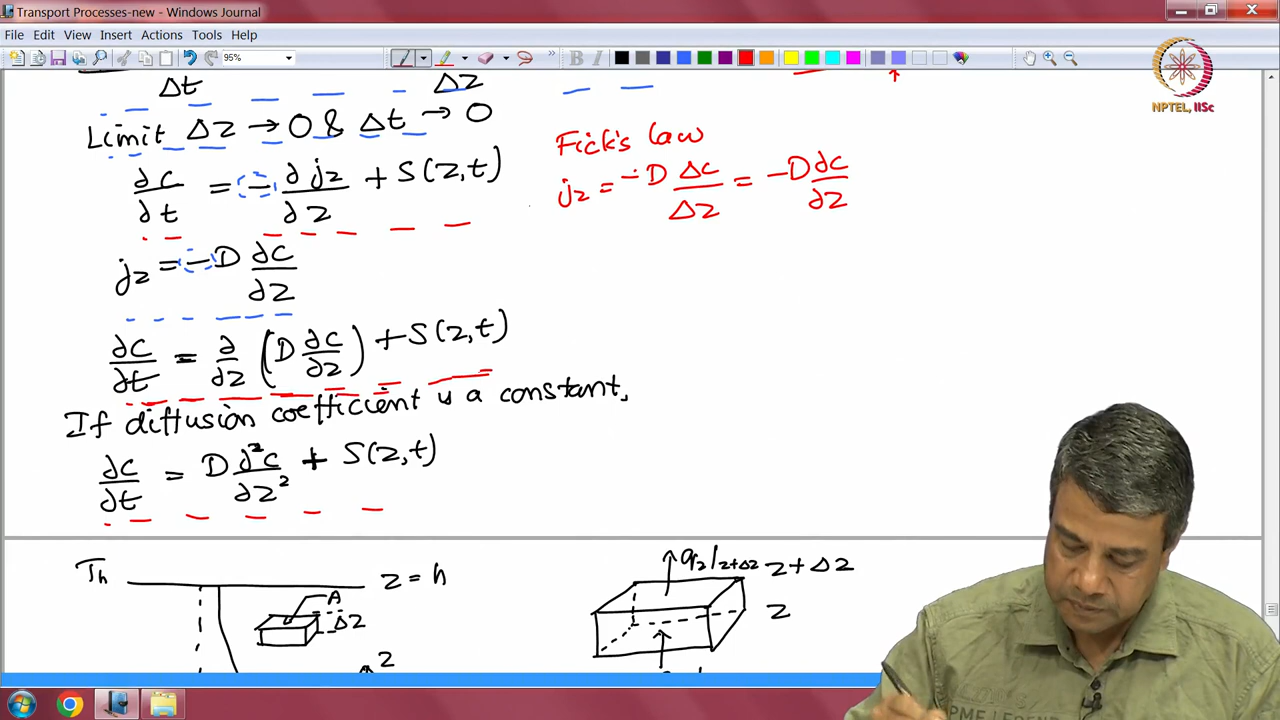 Transport Processes-new - Windows Journal
File Edit View Insert Actions Tools Help
95%
NPTEL, IISc
Δt ΔZ
Limit ΔZ → 0 & Δt → 0
∂c/∂t = -∂jz/∂z + S(z,t)
Fick's law
jz = -D Δc/Δz = -D ∂c/∂z
jz = -D ∂c/∂z
∂c/∂t = ∂/∂z (D ∂c/∂z) + S(z,t)
If diffusion coefficient is a constant,
∂c/∂t = D ∂²c/∂z² + S(z,t)
Th
z = h
A
ΔZ
z
qz|z+Δz z + Δz
z